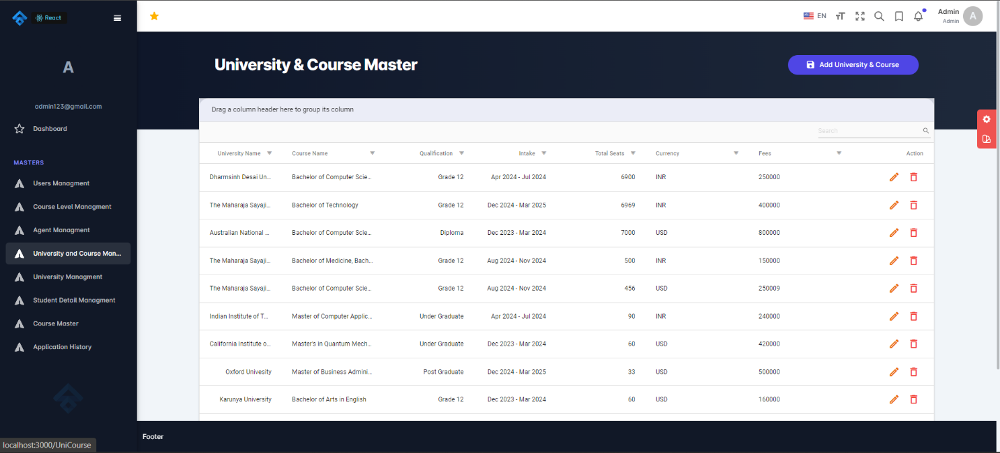 React
EN
Admin
Admin
A
A
admin123@gmail.com
Dashboard
MASTERS
Users Managment
Course Level Managment
Agent Managment
University and Course Man...
University Managment
Student Detail Managment
Course Master
Application History
localhost:3000/UniCourse
University & Course Master
Add University & Course
Drag a column header here to group its column
Search
University Name Course Name Qualification Intake Total Seats Currency Fees Action
Dharmsinh Desai Un... Bachelor of Computer Scie... Grade 12 Apr 2024 - Jul 2024 6900 INR 250000
The Maharaja Sayaji... Bachelor of Technology Grade 12 Dec 2024 - Mar 2025 6969 INR 400000
Australian National ... Bachelor of Computer Scie... Diploma Dec 2023 - Mar 2024 7000 USD 800000
The Maharaja Sayaji... Bachelor of Medicine, Bach... Grade 12 Aug 2024 - Nov 2024 500 INR 150000
The Maharaja Sayaji... Bachelor of Computer Scie... Grade 12 Aug 2024 - Nov 2024 456 USD 250009
Indian Institute of T... Master of Computer Applic... Under Graduate Apr 2024 - Jul 2024 90 INR 240000
California Institute o... Master's in Quantum Mech... Under Graduate Dec 2023 - Mar 2024 60 USD 420000
Oxford Univesity Master of Business Admini... Post Graduate Dec 2024 - Mar 2025 33 USD 500000
Karunya University Bachelor of Arts in English Grade 12 Dec 2023 - Mar 2024 60 USD 160000
Footer